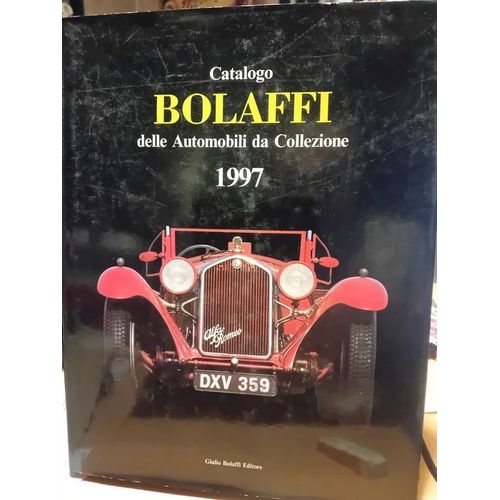 Catalogo
BOLAFFI
delle Automobili da Collezione
1997
Alfa Romeo
DXV 359
Giulio Bolaffi Editore